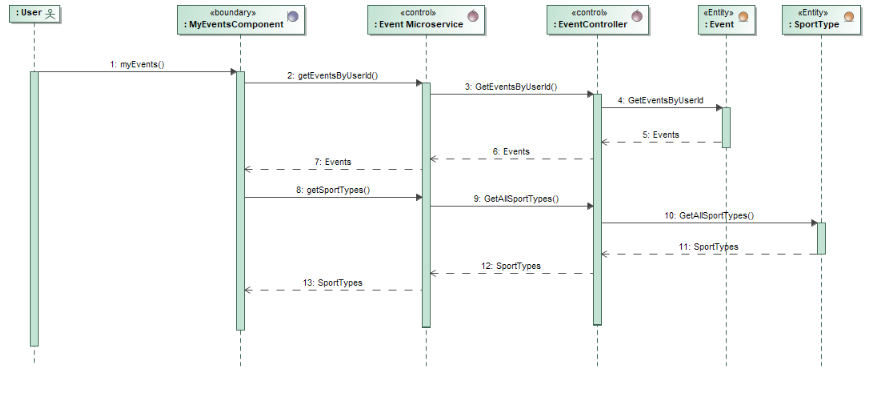 : User
«boundary»
: MyEventsComponent
«control»
: Event Microservice
«control»
: EventController
«Entity»
: Event
«Entity»
: SportType
1: myEvents()
2: getEventsByUserId()
3: GetEventsByUserId()
4: GetEventsByUserId
5: Events
6: Events
7: Events
8: getSportTypes()
9: GetAllSportTypes()
10: GetAllSportTypes()
11: SportTypes
12: SportTypes
13: SportTypes